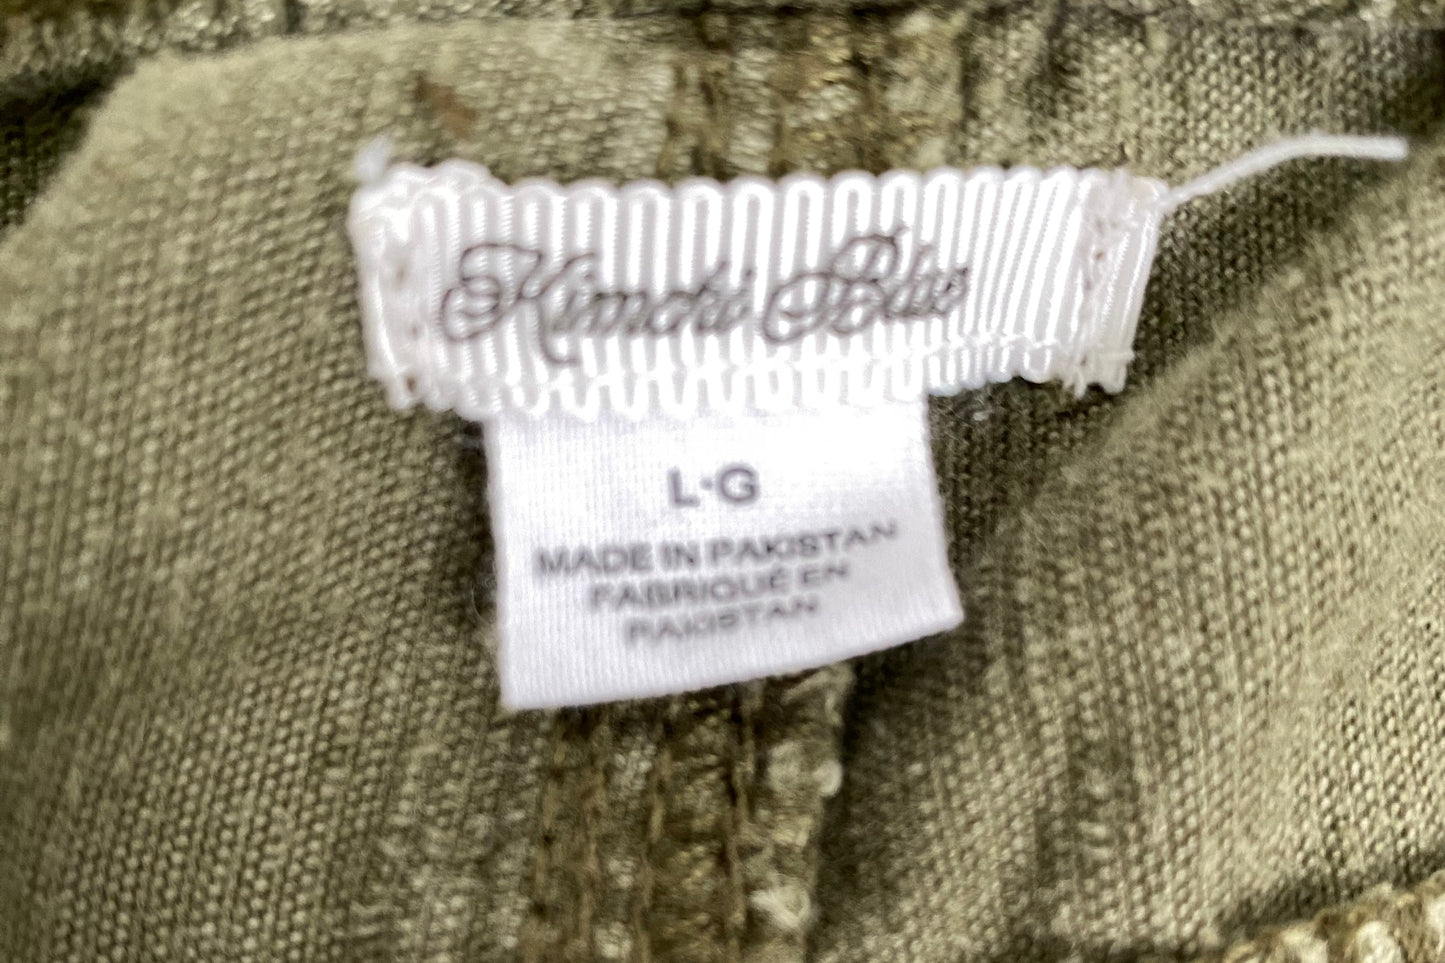 Kimchi Blue
L·G
MADE IN PAKISTAN
FABRIQUÉ EN
PAKISTAN